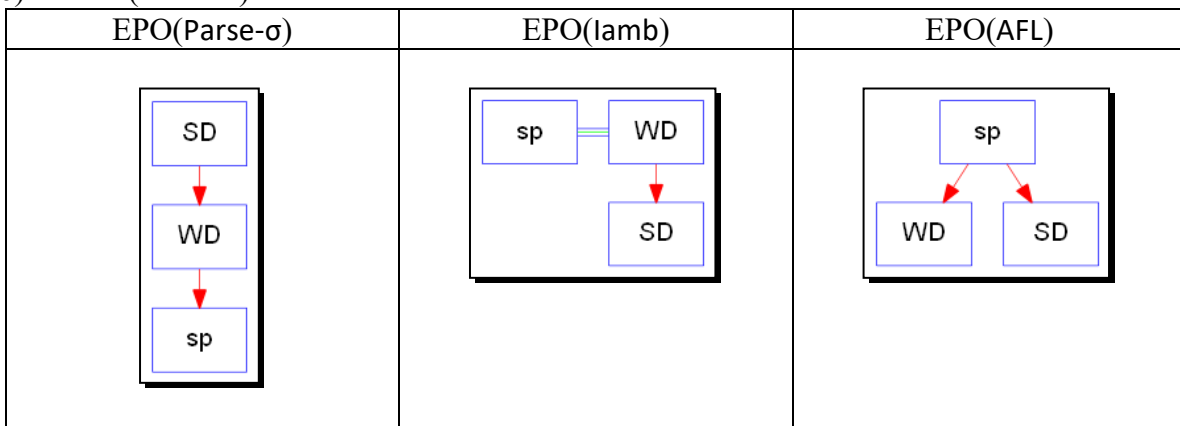 EPO(Parse-σ) EPO(Iamb) EPO(AFL)
SD sp WD sp
WD SD WD SD
sp